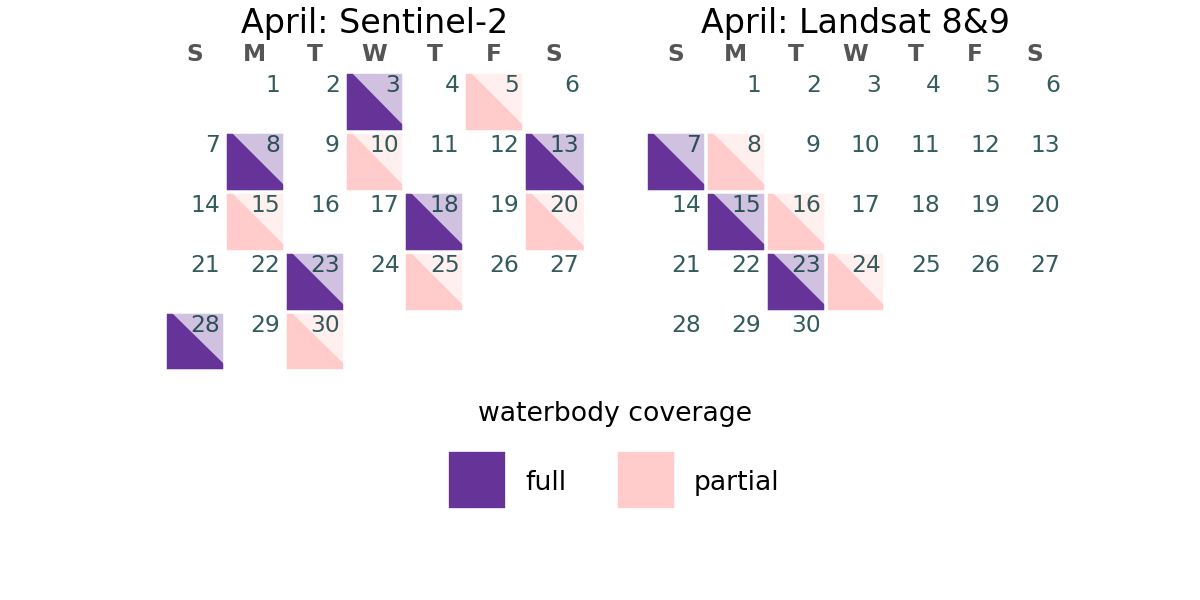 April: Sentinel-2
S M T W T F S
1 2 3 4 5 6
7 8 9 10 11 12 13
14 15 16 17 18 19 20
21 22 23 24 25 26 27
28 29 30
April: Landsat 8&9
S M T W T F S
1 2 3 4 5 6
7 8 9 10 11 12 13
14 15 16 17 18 19 20
21 22 23 24 25 26 27
28 29 30
waterbody coverage
full partial